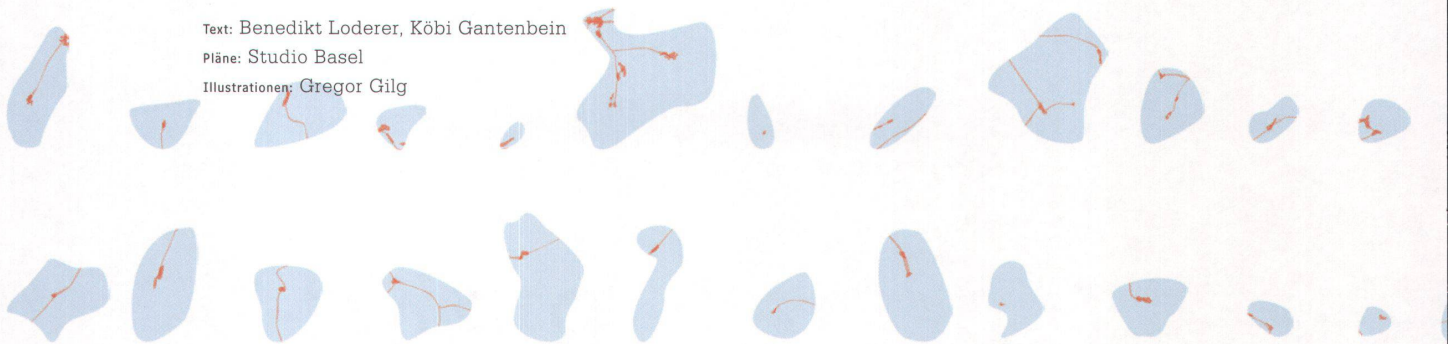 Text: Benedikt Loderer, Köbi Gantenbein
Pläne: Studio Basel
Illustrationen: Gregor Gilg